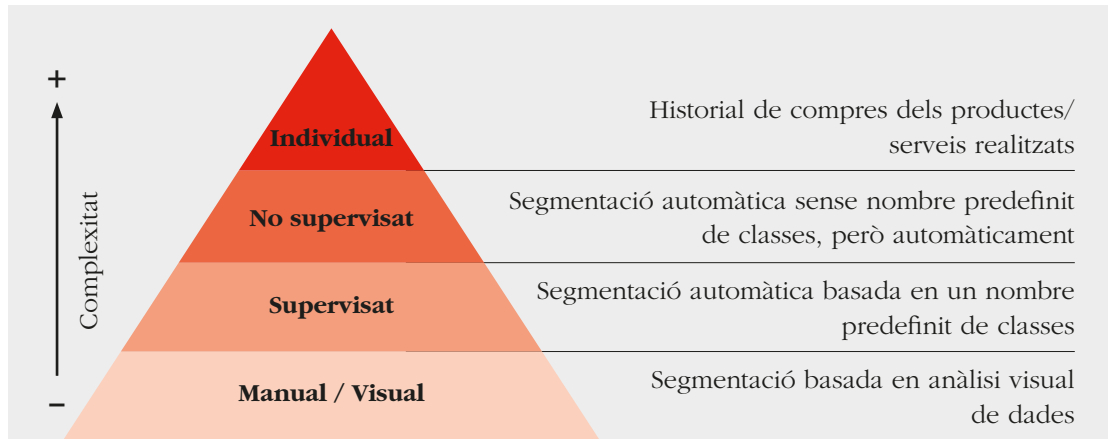 +
Complexitat
–
Individual
Historial de compres dels productes/
serveis realitzats
No supervisat
Segmentació automàtica sense nombre predefinit
de classes, però automàticament
Supervisat
Segmentació automàtica basada en un nombre
predefinit de classes
Manual / Visual
Segmentació basada en anàlisi visual
de dades